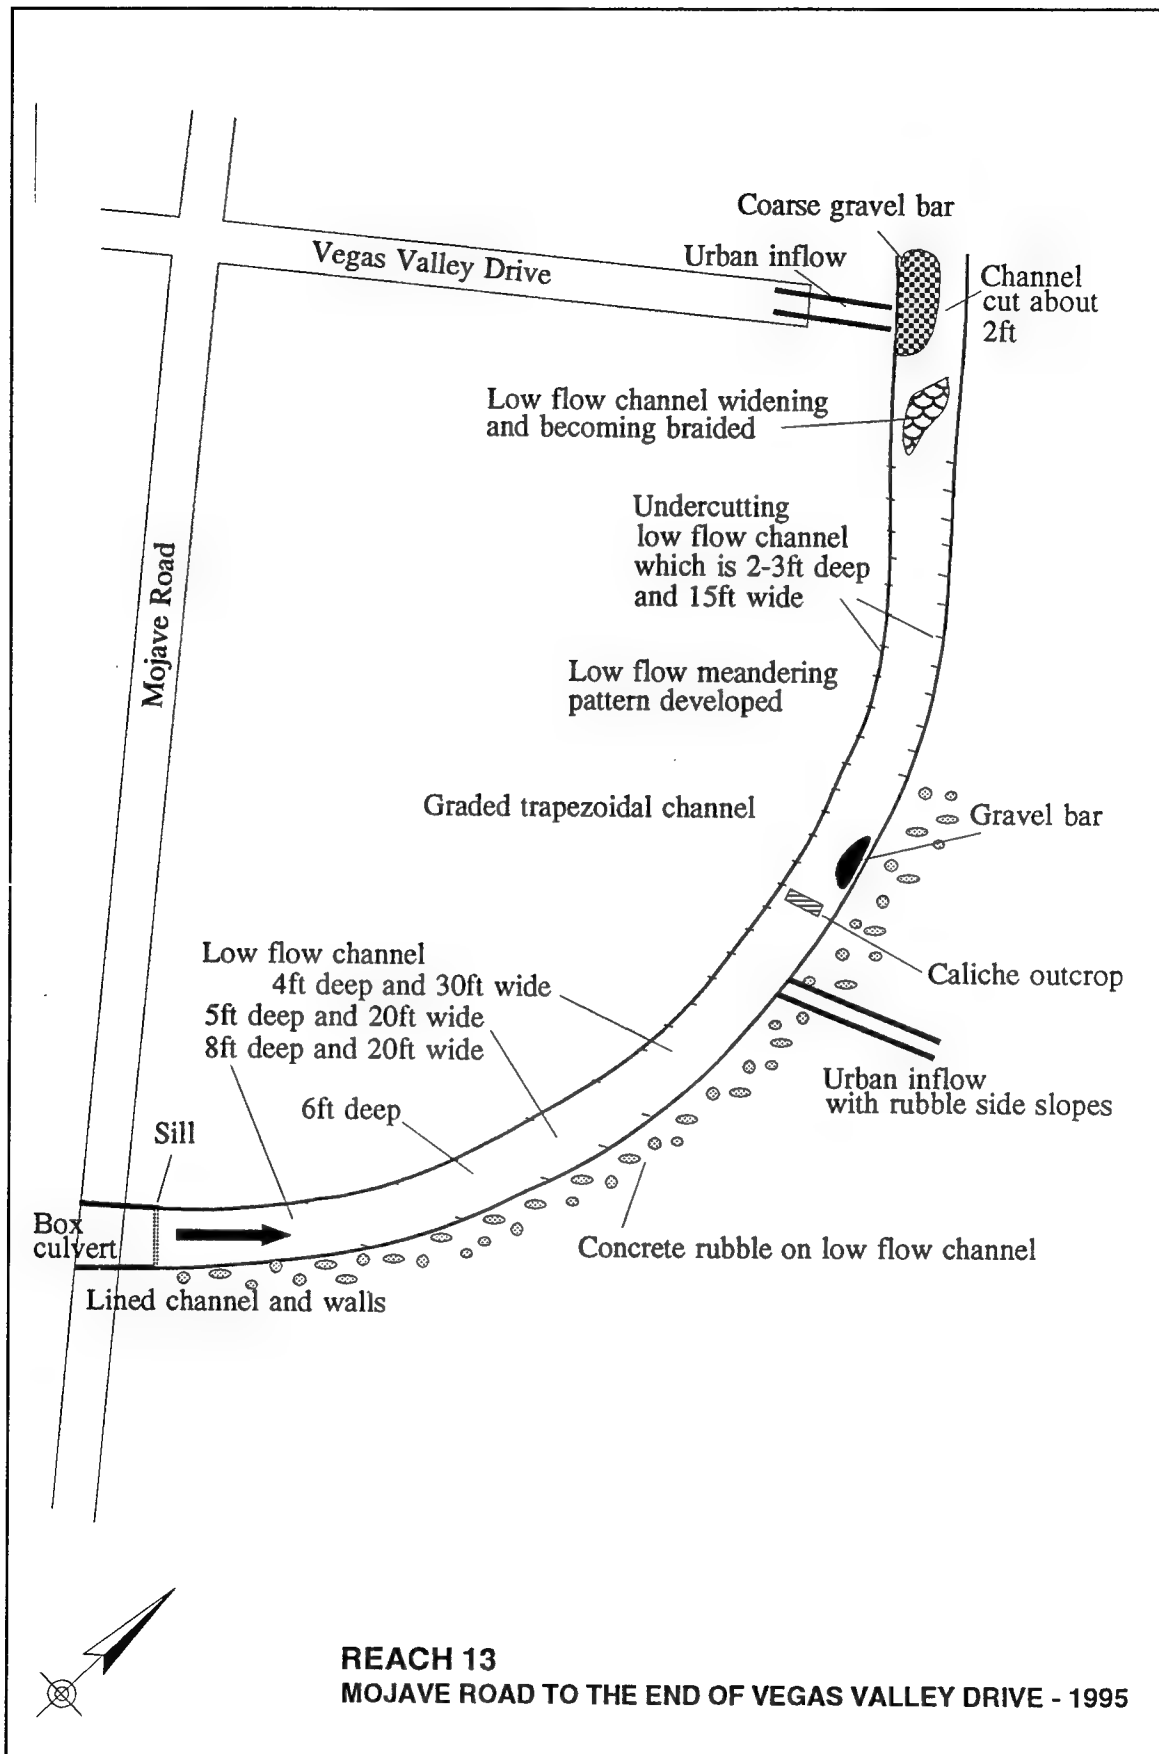 Coarse gravel bar
Urban inflow
Vegas Valley Drive
Channel
cut about
2ft
Low flow channel widening
and becoming braided
Undercutting
low flow channel
which is 2-3ft deep
and 15ft wide
Mojave Road
Low flow meandering
pattern developed
Graded trapezoidal channel
Gravel bar
Low flow channel
4ft deep and 30ft wide
5ft deep and 20ft wide
8ft deep and 20ft wide
Caliche outcrop
Urban inflow
with rubble side slopes
6ft deep
Sill
Box
culvert
Concrete rubble on low flow channel
Lined channel and walls
REACH 13
MOJAVE ROAD TO THE END OF VEGAS VALLEY DRIVE - 1995